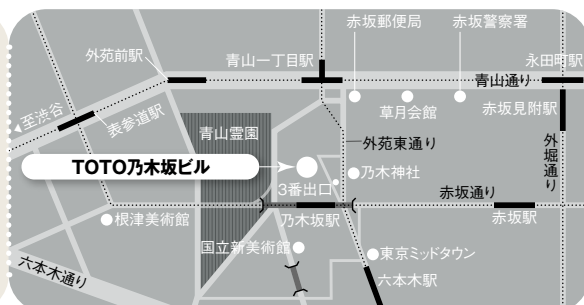 赤坂郵便局
赤坂警察署
外苑前駅
青山一丁目駅
永田町駅
青山通り
至渋谷
表参道駅
草月会館
赤坂見附駅
青山霊園
外苑東通り
外堀通り
TOTO乃木坂ビル
乃木神社
3番出口
赤坂通り
根津美術館
乃木坂駅
赤坂駅
国立新美術館
東京ミッドタウン
六本木通り
六本木駅